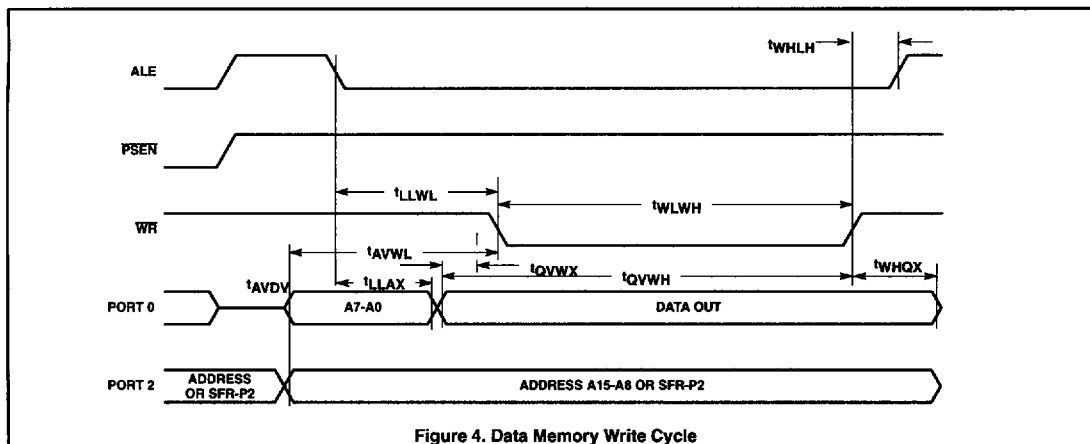 tWHLH
ALE
PSEN
tLLWL
tWLWH
WR
tAVWL
tQVWX
tAVDV
tLLAX
tQVWH
tWHQX
PORT 0
A7-A0
DATA OUT
PORT 2
ADDRESS
OR SFR-P2
ADDRESS A15-A8 OR SFR-P2
Figure 4. Data Memory Write Cycle